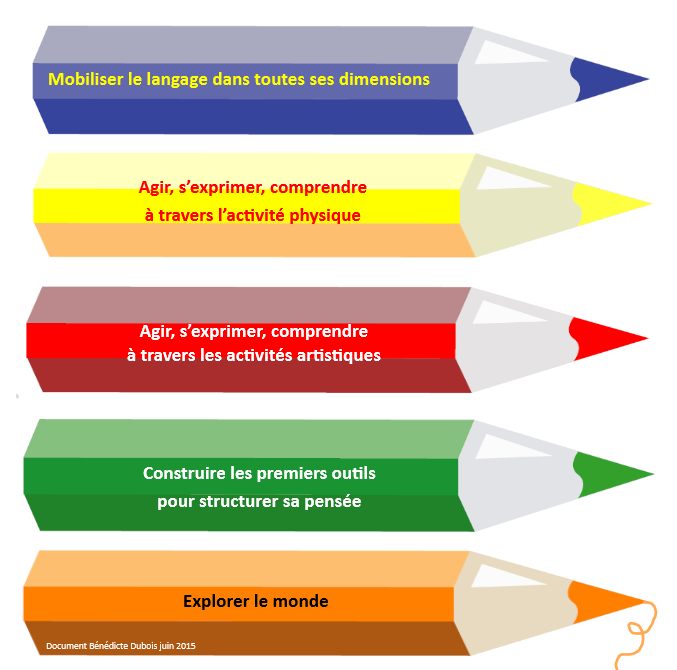 Mobiliser le langage dans toutes ses dimensions
Agir, s’exprimer, comprendre
à travers l’activité physique
Agir, s’exprimer, comprendre
à travers les activités artistiques
Construire les premiers outils
pour structurer sa pensée
Explorer le monde
Document Bénédicte Dubois juin 2015